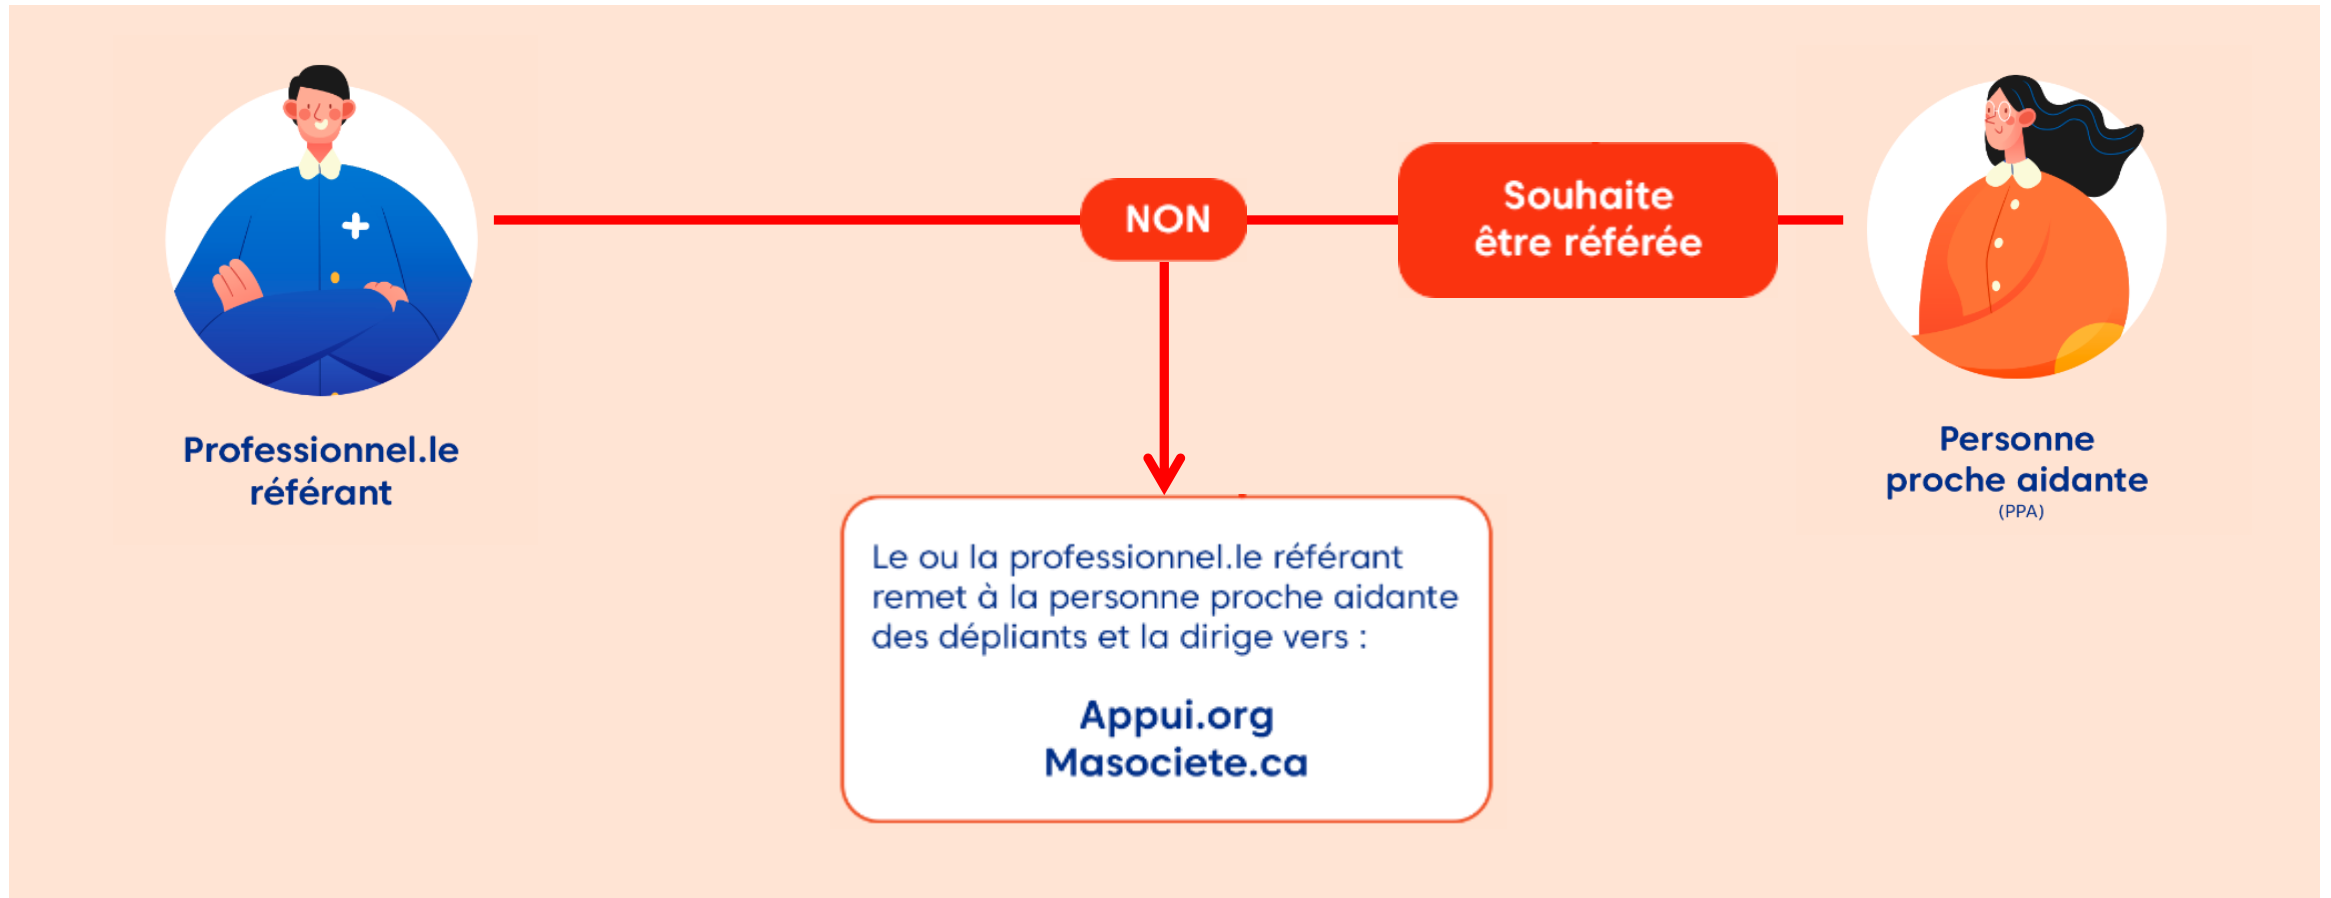 Professionnel.le
référant
NON
Souhaite
être référée
Personne
proche aidante
(PPA)
Le ou la professionnel.le référant
remet à la personne proche aidante
des dépliants et la dirige vers :
Appui.org
Masociete.ca